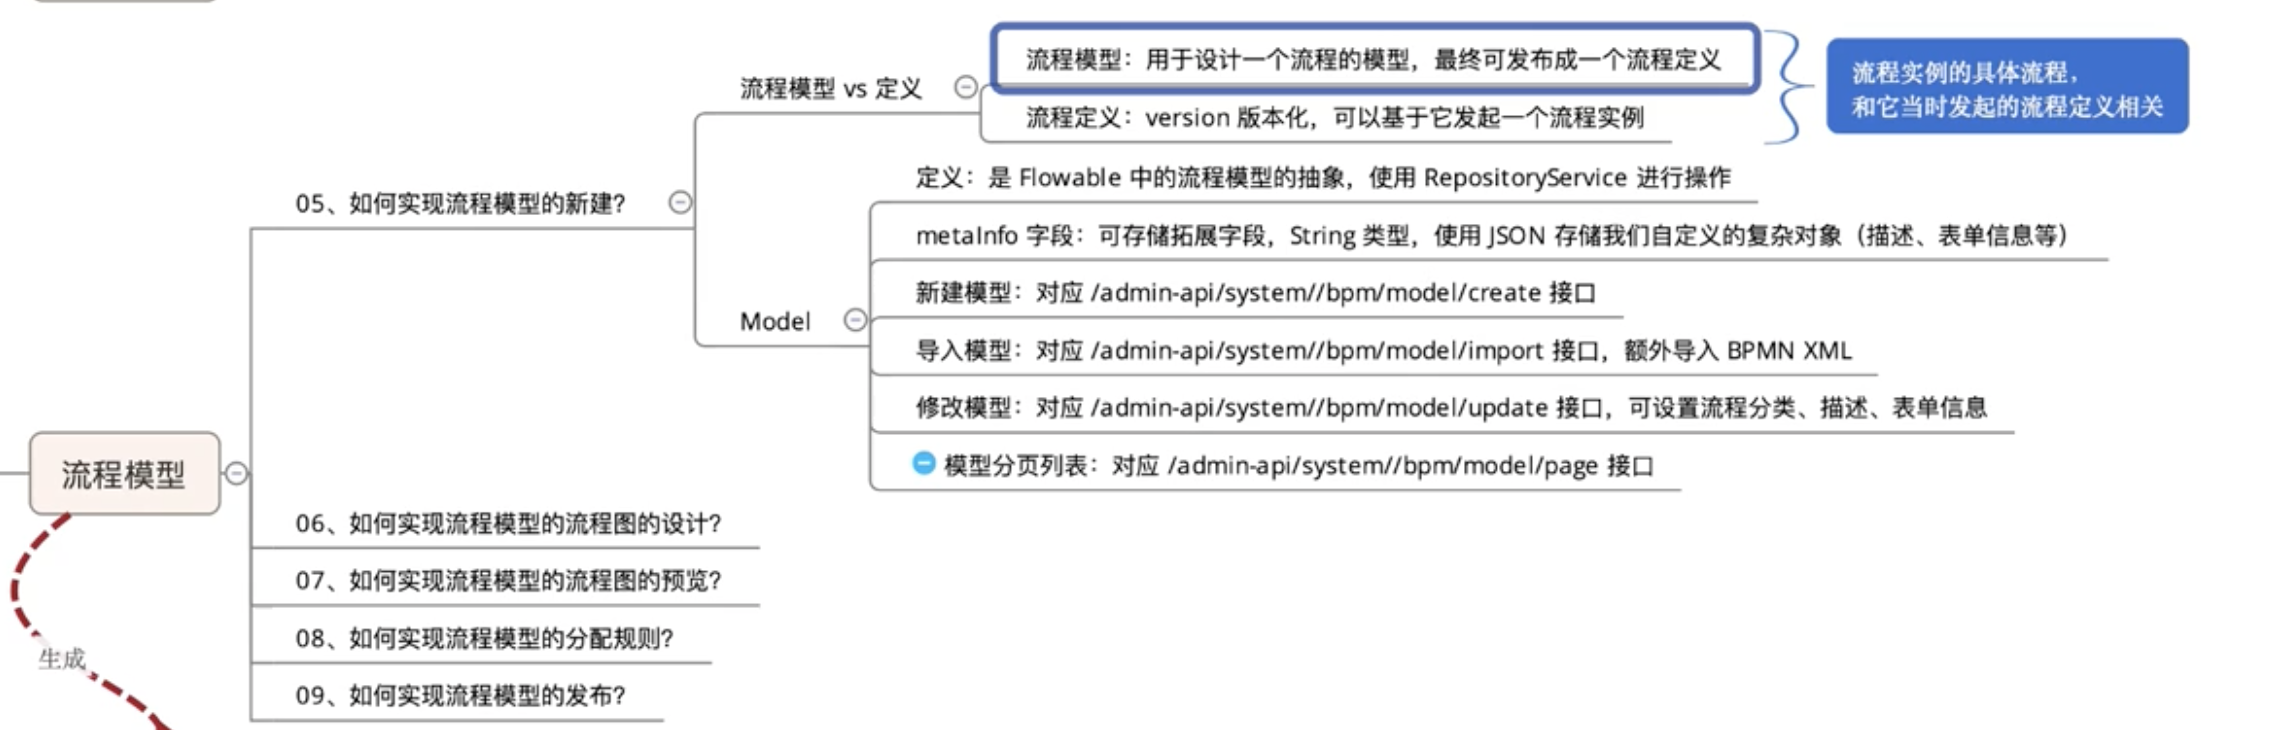 流程模型：用于设计一个流程的模型，最终可发布成一个流程定义
流程模型 vs 定义
流程定义：version 版本化，可以基于它发起一个流程实例
流程实例的具体流程，
和它当时发起的流程定义相关
定义：是 Flowable 中的流程模型的抽象，使用 RepositoryService 进行操作
05、如何实现流程模型的新建?
metaInfo 字段：可存储拓展字段，String 类型，使用 JSON 存储我们自定义的复杂对象（描述、表单信息等）
新建模型：对应 /admin-api/system//bpm/model/create 接口
Model
导入模型：对应 /admin-api/system//bpm/model/import 接口，额外导入 BPMN XML
修改模型：对应 /admin-api/system//bpm/model/update 接口，可设置流程分类、描述、表单信息
模型分页列表：对应 /admin-api/system//bpm/model/page 接口
流程模型
06、如何实现流程模型的流程图的设计?
07、如何实现流程模型的流程图的预览?
08、如何实现流程模型的分配规则?
生成
09、如何实现流程模型的发布?